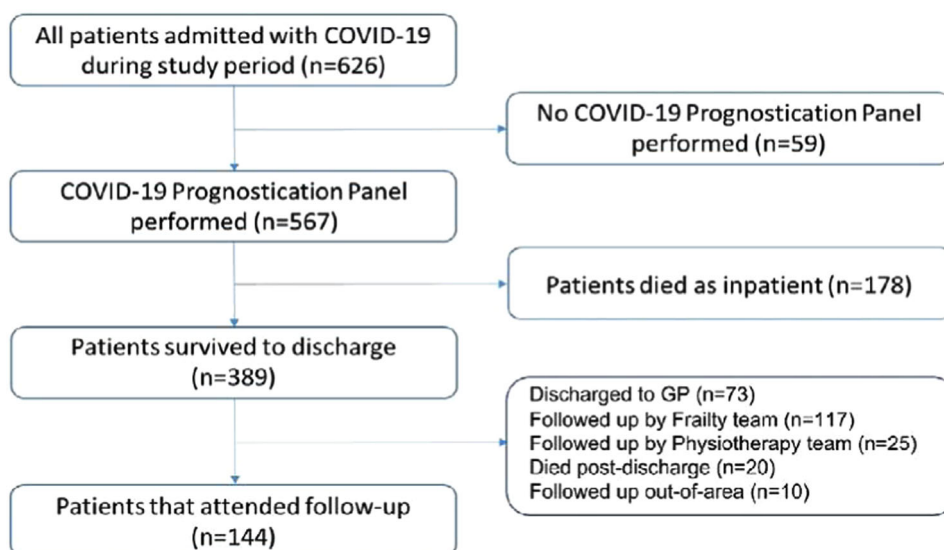 All patients admitted with COVID-19
during study period (n=626)
No COVID-19 Prognostication Panel
performed (n=59)
COVID-19 Prognostication Panel
performed (n=567)
Patients died as inpatient (n=178)
Patients survived to discharge
(n=389)
Discharged to GP (n=73)
Followed up by Frailty team (n=117)
Followed up by Physiotherapy team (n=25)
Died post-discharge (n=20)
Followed up out-of-area (n=10)
Patients that attended follow-up
(n=144)